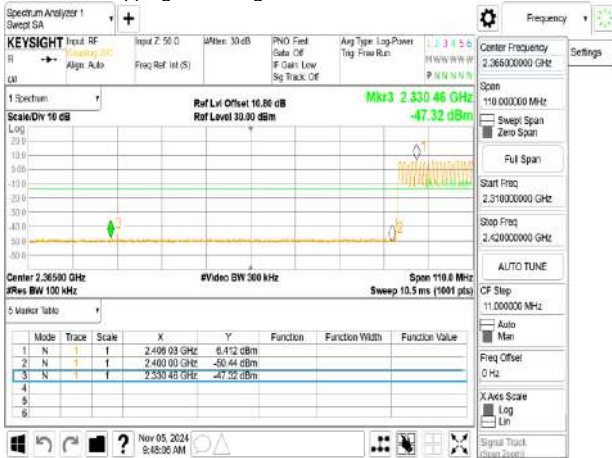 Spectrum Analyzer 1
Swept SA
+
KEYSIGHT
Input: RF
Coupling: DC
Align: Auto
Input Z: 50 Ω
Freq Ref: Int (S)
#Atten: 30 dB
PNO: Fast
Gate: Off
IF Gain: Low
Sig Track: Off
Avg Type: Log-Power
Trig: Free Run
1 2 3 4 5 6
M W W W W W
P N N N N N
1 Spectrum
Scale/Div 10 dB
Log
Ref Lvl Offset 10.80 dB
Ref Level 30.00 dBm
Mkr3 2.330 46 GHz
-47.32 dBm
20.0
10.0
0.00
-10.0
-20.0
-30.0
-40.0
-50.0
-60.0
1
2
3
Center 2.36500 GHz
#Res BW 100 kHz
#Video BW 300 kHz
Span 110.0 MHz
Sweep 10.5 ms (1001 pts)
5 Marker Table
Mode Trace Scale X Y Function Function Width Function Value
1 N 1 f 2.406 03 GHz 6.412 dBm
2 N 1 f 2.400 00 GHz -50.44 dBm
3 N 1 f 2.330 46 GHz -47.32 dBm
4
5
6
?
Nov 05, 2024
9:48:06 AM
Frequency
Settings
Center Frequency
2.365000000 GHz
Span
110.000000 MHz
Swept Span
Zero Span
Full Span
Start Freq
2.310000000 GHz
Stop Freq
2.420000000 GHz
AUTO TUNE
CF Step
11.000000 MHz
Auto
Man
Freq Offset
0 Hz
X Axis Scale
Log
Lin
Signal Track
(Span Zoom)